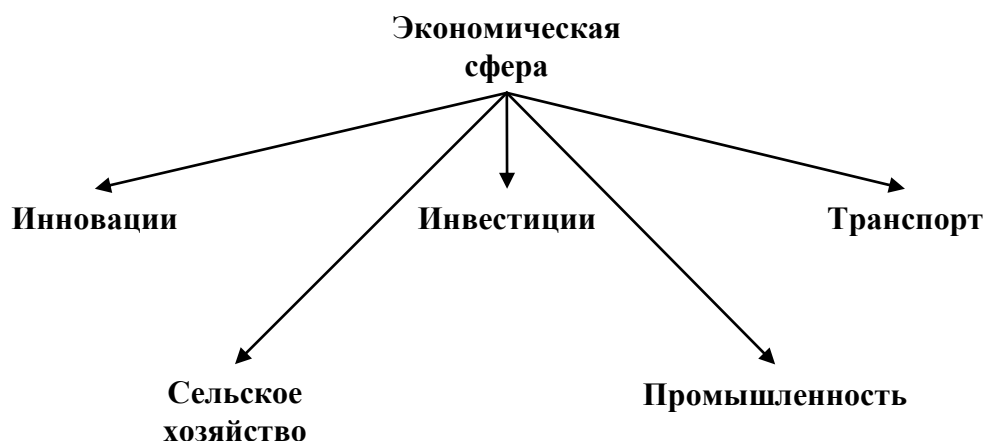 Экономическая
сфера
Инновации
Инвестиции
Транспорт
Сельское
хозяйство
Промышленность